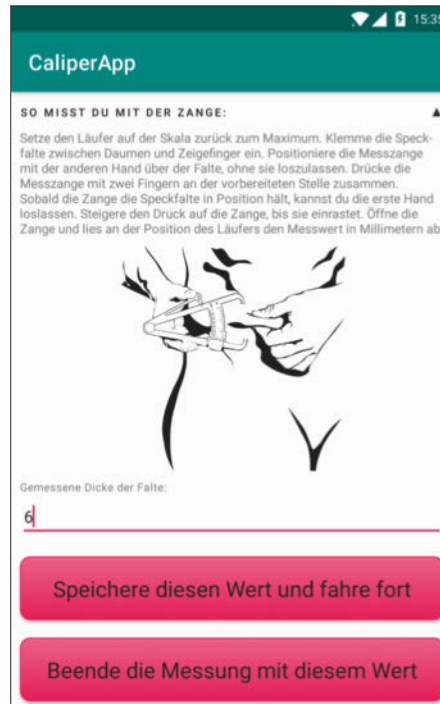 15:35
CaliperApp
SO MISST DU MIT DER ZANGE:
Setze den Läufer auf der Skala zurück zum Maximum. Klemme die Speck-
falte zwischen Daumen und Zeigefinger ein. Positioniere die Messzange
mit der anderen Hand über der Falte, ohne sie loszulassen. Drücke die
Messzange mit zwei Fingern an der vorbereiteten Stelle zusammen.
Sobald die Zange die Speckfalte in Position hält, kannst du die erste Hand
loslassen. Steigere den Druck auf die Zange, bis sie einrastet. Öffne die
Zange und lies an der Position des Läufers den Messwert in Millimetern ab
Gemessene Dicke der Falte:
6
Speichere diesen Wert und fahre fort
Beende die Messung mit diesem Wert